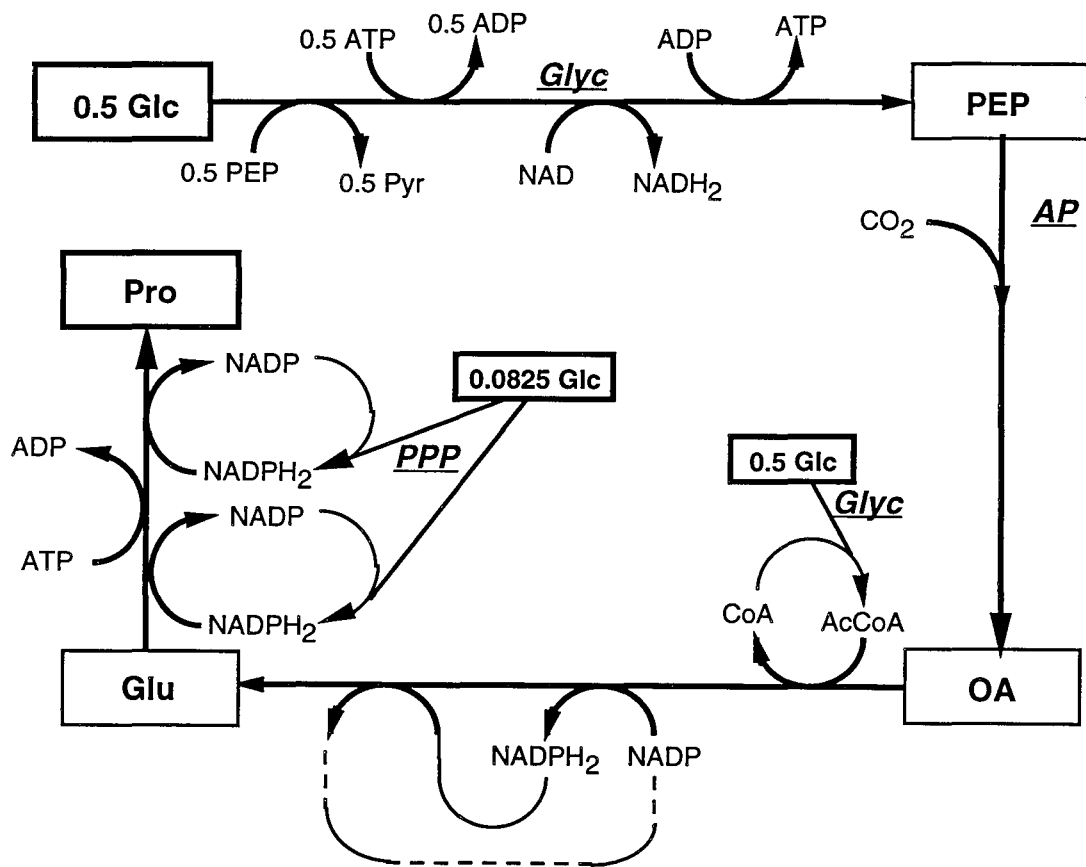 0.5 ATP
0.5 ADP
ADP
ATP
Glyc
0.5 Glc
PEP
0.5 PEP
0.5 Pyr
NAD
NADH₂
AP
CO₂
Pro
NADP
0.0825 Glc
ADP
NADPH₂
PPP
0.5 Glc
Glyc
NADP
ATP
NADPH₂
CoA
AcCoA
Glu
OA
NADPH₂
NADP